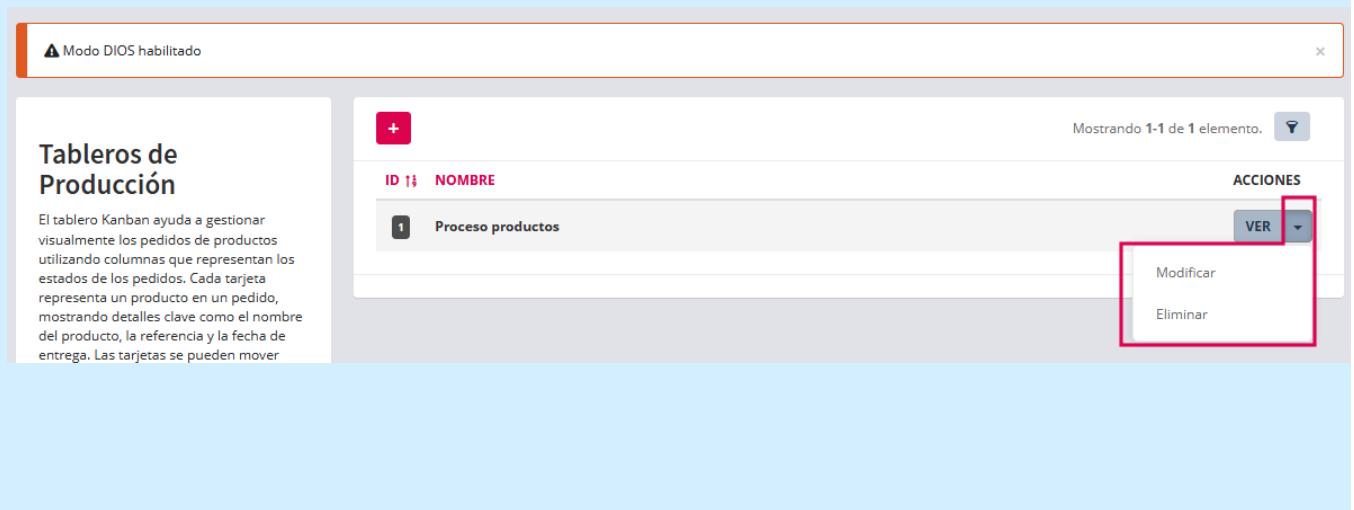 Modo DIOS habilitado
×
Tableros de
Producción
El tablero Kanban ayuda a gestionar
visualmente los pedidos de productos
utilizando columnas que representan los
estados de los pedidos. Cada tarjeta
representa un producto en un pedido,
mostrando detalles clave como el nombre
del producto, la referencia y la fecha de
entrega. Las tarjetas se pueden mover
+
Mostrando 1-1 de 1 elemento.
ID NOMBRE ACCIONES
1 Proceso productos VER
Modificar
Eliminar